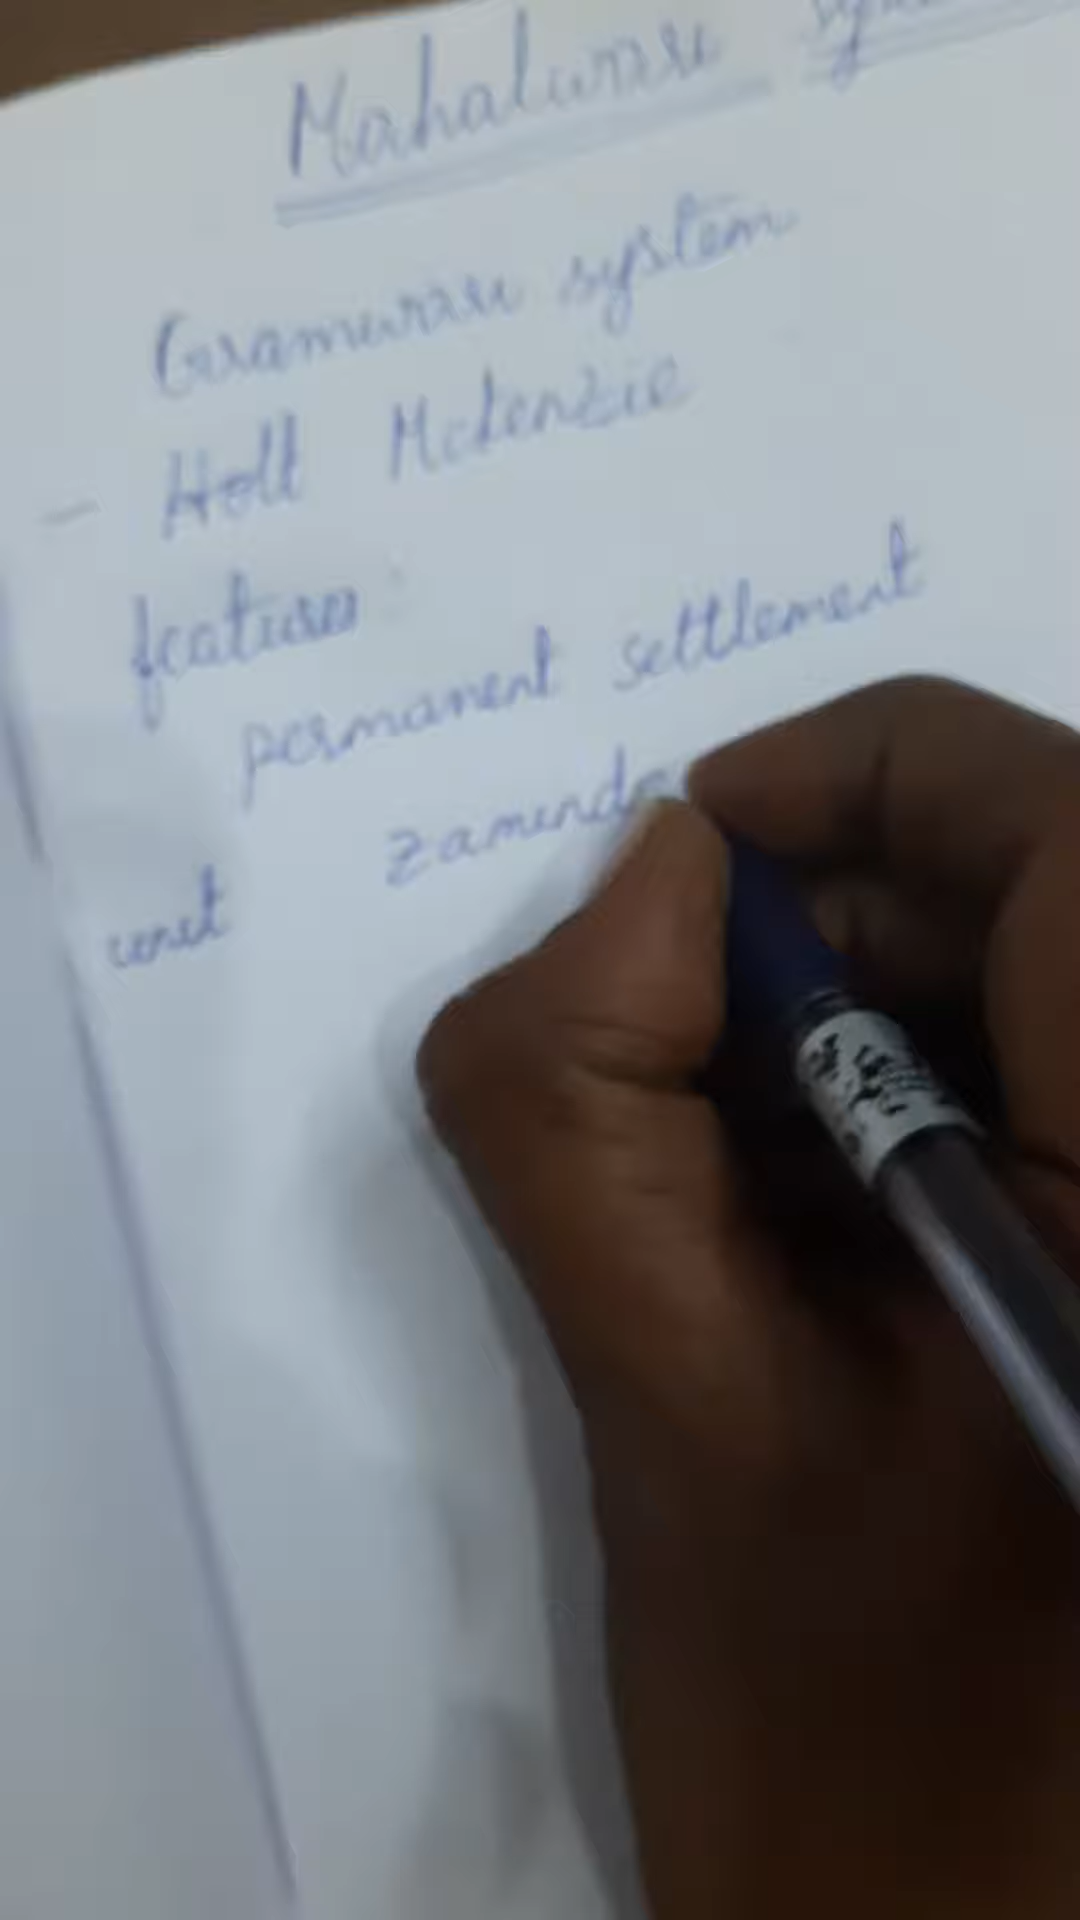 Mahalwari
Gramwari system
Holt Mckenzie
features:
permanent settlement
Zamind
unit